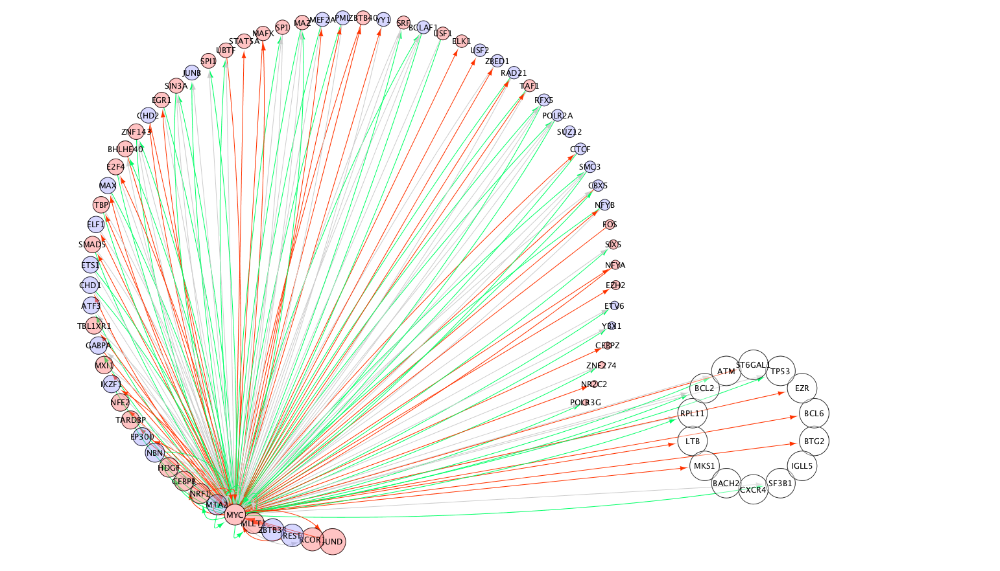 MYC
MTA2
NRF1
CEBPB
HDGF
NBN
EP300
TARDBP
NFE2
IKZF1
MXI1
GABPA
TBL1XR1
ATF3
CHD1
ETS1
SMAD5
ELF1
TBP
MAX
E2F4
BHLHE40
ZNF143
CHD2
EGR1
SIN3A
JUNB
SPI1
UBTF
STAT5A
MAFK
SP1
MAZ
MEF2A
PML
ZBTB40
YY1
SRF
BCLAF1
USF1
ELK1
USF2
ZBED1
RAD21
TAF1
RFX5
POLR2A
SUZ12
CTCF
SMC3
CBX5
NFYB
FOS
SIX5
NFYA
EZH2
ETV6
YBX1
CEBPZ
ZNF274
NR2C2
POLR3G
MLLT1
ZBTB33
REST
RCOR1
JUND
ST6GAL1
TP53
EZR
BCL6
BTG2
IGLL5
SF3B1
CXCR4
BACH2
MKS1
LTB
RPL11
BCL2
ATM